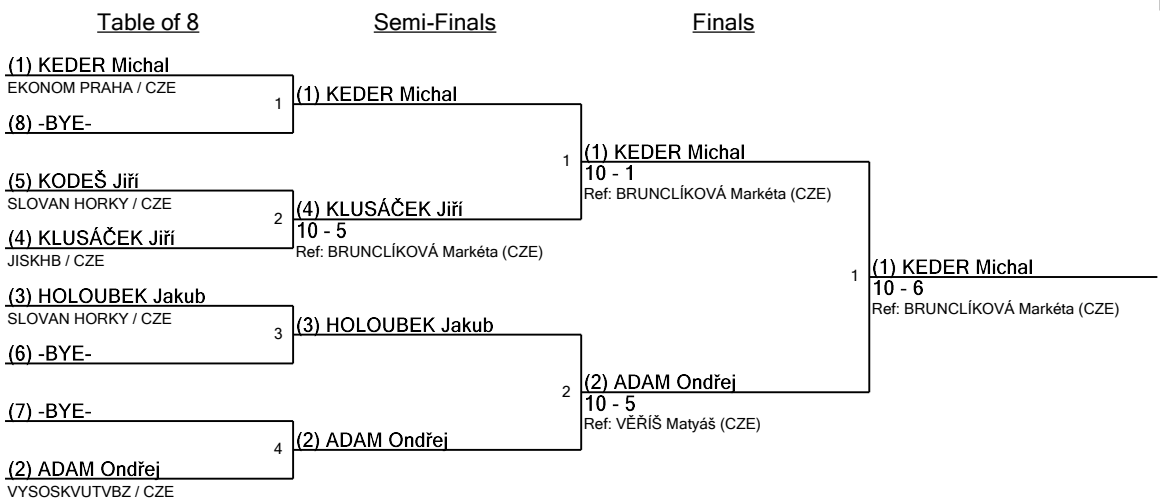 Table of 8
Semi-Finals
Finals
(1) KEDER Michal
EKONOM PRAHA / CZE
(8) -BYE-
1
(1) KEDER Michal
(5) KODEŠ Jiří
SLOVAN HORKY / CZE
(4) KLUSÁČEK Jiří
JISKHB / CZE
2
(4) KLUSÁČEK Jiří
10 - 5
Ref: BRUNCLÍKOVÁ Markéta (CZE)
1
(1) KEDER Michal
10 - 1
Ref: BRUNCLÍKOVÁ Markéta (CZE)
(3) HOLOUBEK Jakub
SLOVAN HORKY / CZE
(6) -BYE-
3
(3) HOLOUBEK Jakub
(7) -BYE-
(2) ADAM Ondřej
VYSOSKVUTVBZ / CZE
4
(2) ADAM Ondřej
2
(2) ADAM Ondřej
10 - 5
Ref: VĚŘÍŠ Matyáš (CZE)
1
(1) KEDER Michal
10 - 6
Ref: BRUNCLÍKOVÁ Markéta (CZE)